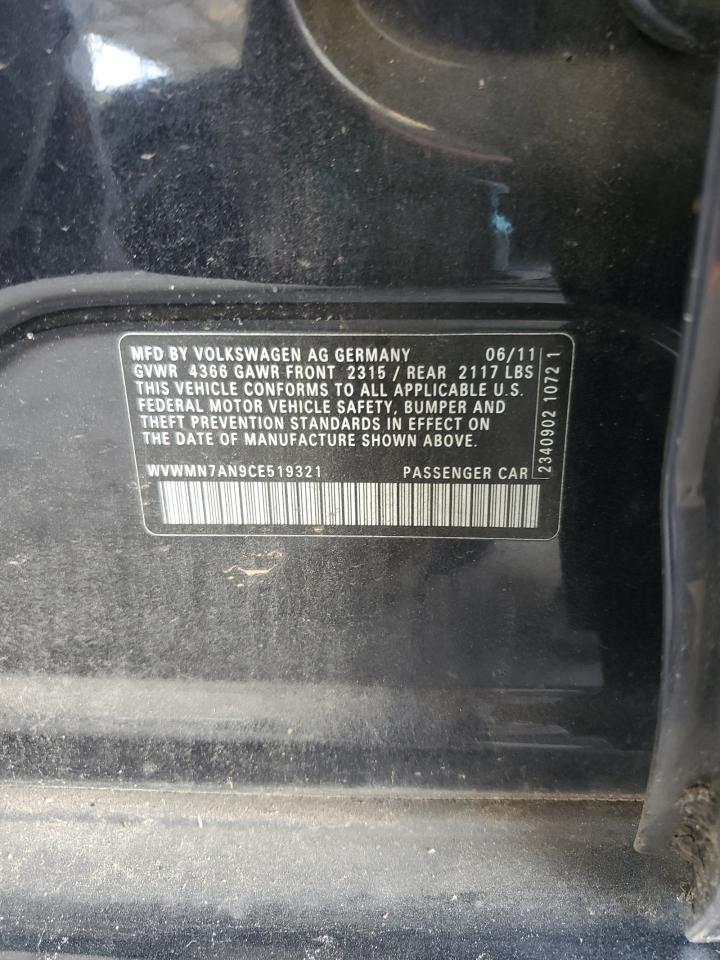 MFD BY VOLKSWAGEN AG GERMANY 06/11
GVWR 4366 GAWR FRONT 2315 / REAR 2117 LBS
THIS VEHICLE CONFORMS TO ALL APPLICABLE U.S.
FEDERAL MOTOR VEHICLE SAFETY, BUMPER AND
THEFT PREVENTION STANDARDS IN EFFECT ON
THE DATE OF MANUFACTURE SHOWN ABOVE.
WVWMN7AN9CE519321 PASSENGER CAR
2340902 1072 1